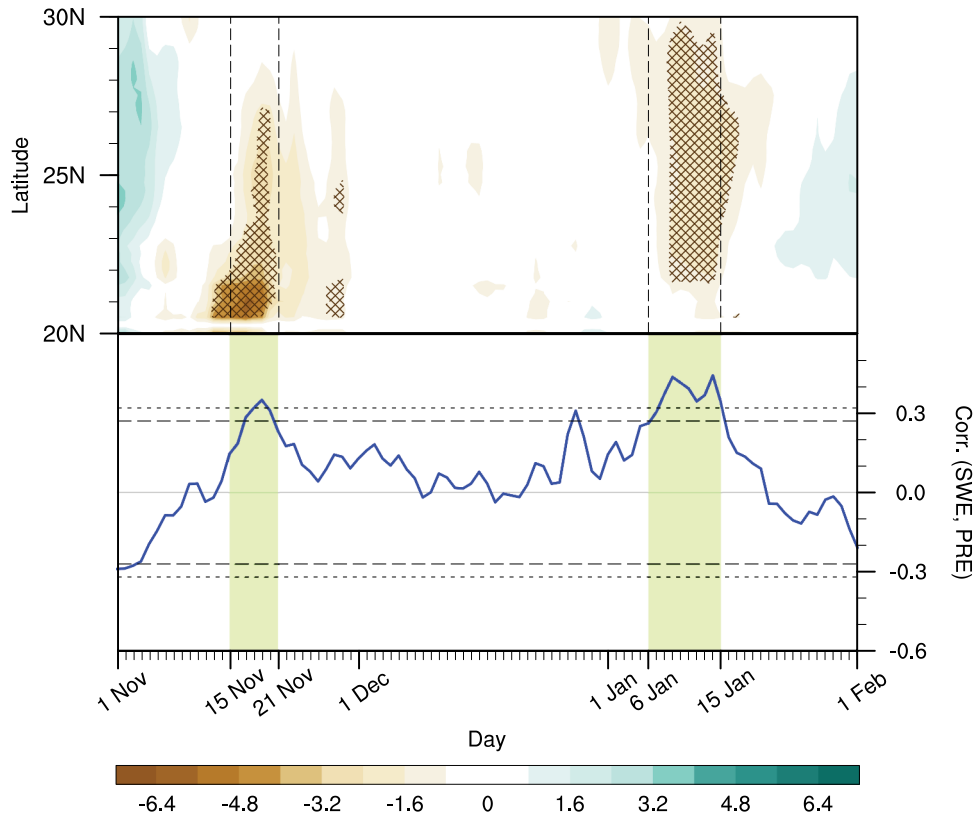 30N
25N
20N
Latitude
0.3
0.0
-0.3
-0.6
Corr. (SWE, PRE)
1 Nov
15 Nov
21 Nov
1 Dec
1 Jan
6 Jan
15 Jan
1 Feb
Day
-6.4 -4.8 -3.2 -1.6 0 1.6 3.2 4.8 6.4